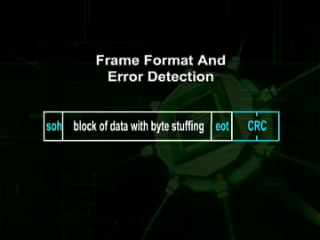 Frame Format And
Error Detection
soh block of data with byte stuffing eot CRC